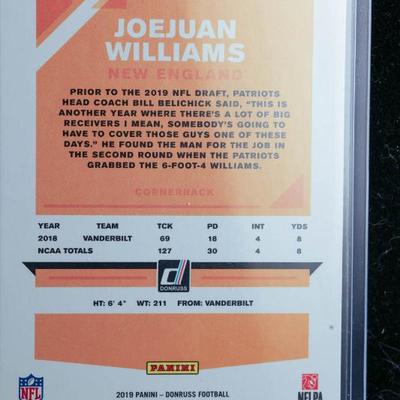 JOEJUAN
WILLIAMS
NEW ENGLAND
PRIOR TO THE 2019 NFL DRAFT, PATRIOTS
HEAD COACH BILL BELICHICK SAID, "THIS IS
ANOTHER YEAR WHERE THERE'S A LOT OF BIG
RECEIVERS I MEAN, SOMEBODY'S GOING TO
HAVE TO COVER THOSE GUYS ONE OF THESE
DAYS." HE FOUND THE MAN FOR THE JOB IN
THE SECOND ROUND WHEN THE PATRIOTS
GRABBED THE 6-FOOT-4 WILLIAMS.
CORNERBACK
YEAR TEAM TCK PD INT YDS
2018 VANDERBILT 69 18 4 8
NCAA TOTALS 127 30 4 8
DONRUSS
HT: 6' 4" WT: 211 FROM: VANDERBILT
PANINI
NFL
2019 PANINI – DONRUSS FOOTBALL
NFLPA